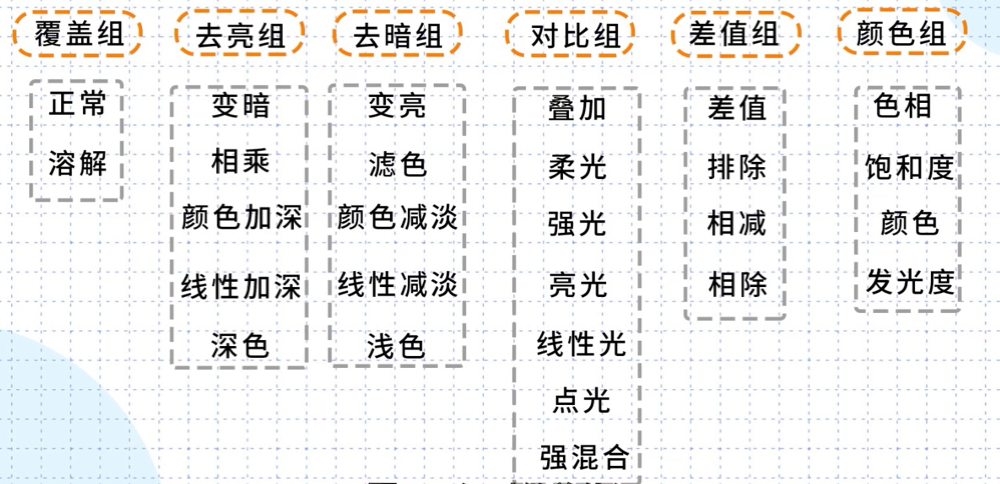 覆盖组
正常
溶解
去亮组
变暗
相乘
颜色加深
线性加深
深色
去暗组
变亮
滤色
颜色减淡
线性减淡
浅色
对比组
叠加
柔光
强光
亮光
线性光
点光
强混合
差值组
差值
排除
相减
相除
颜色组
色相
饱和度
颜色
发光度